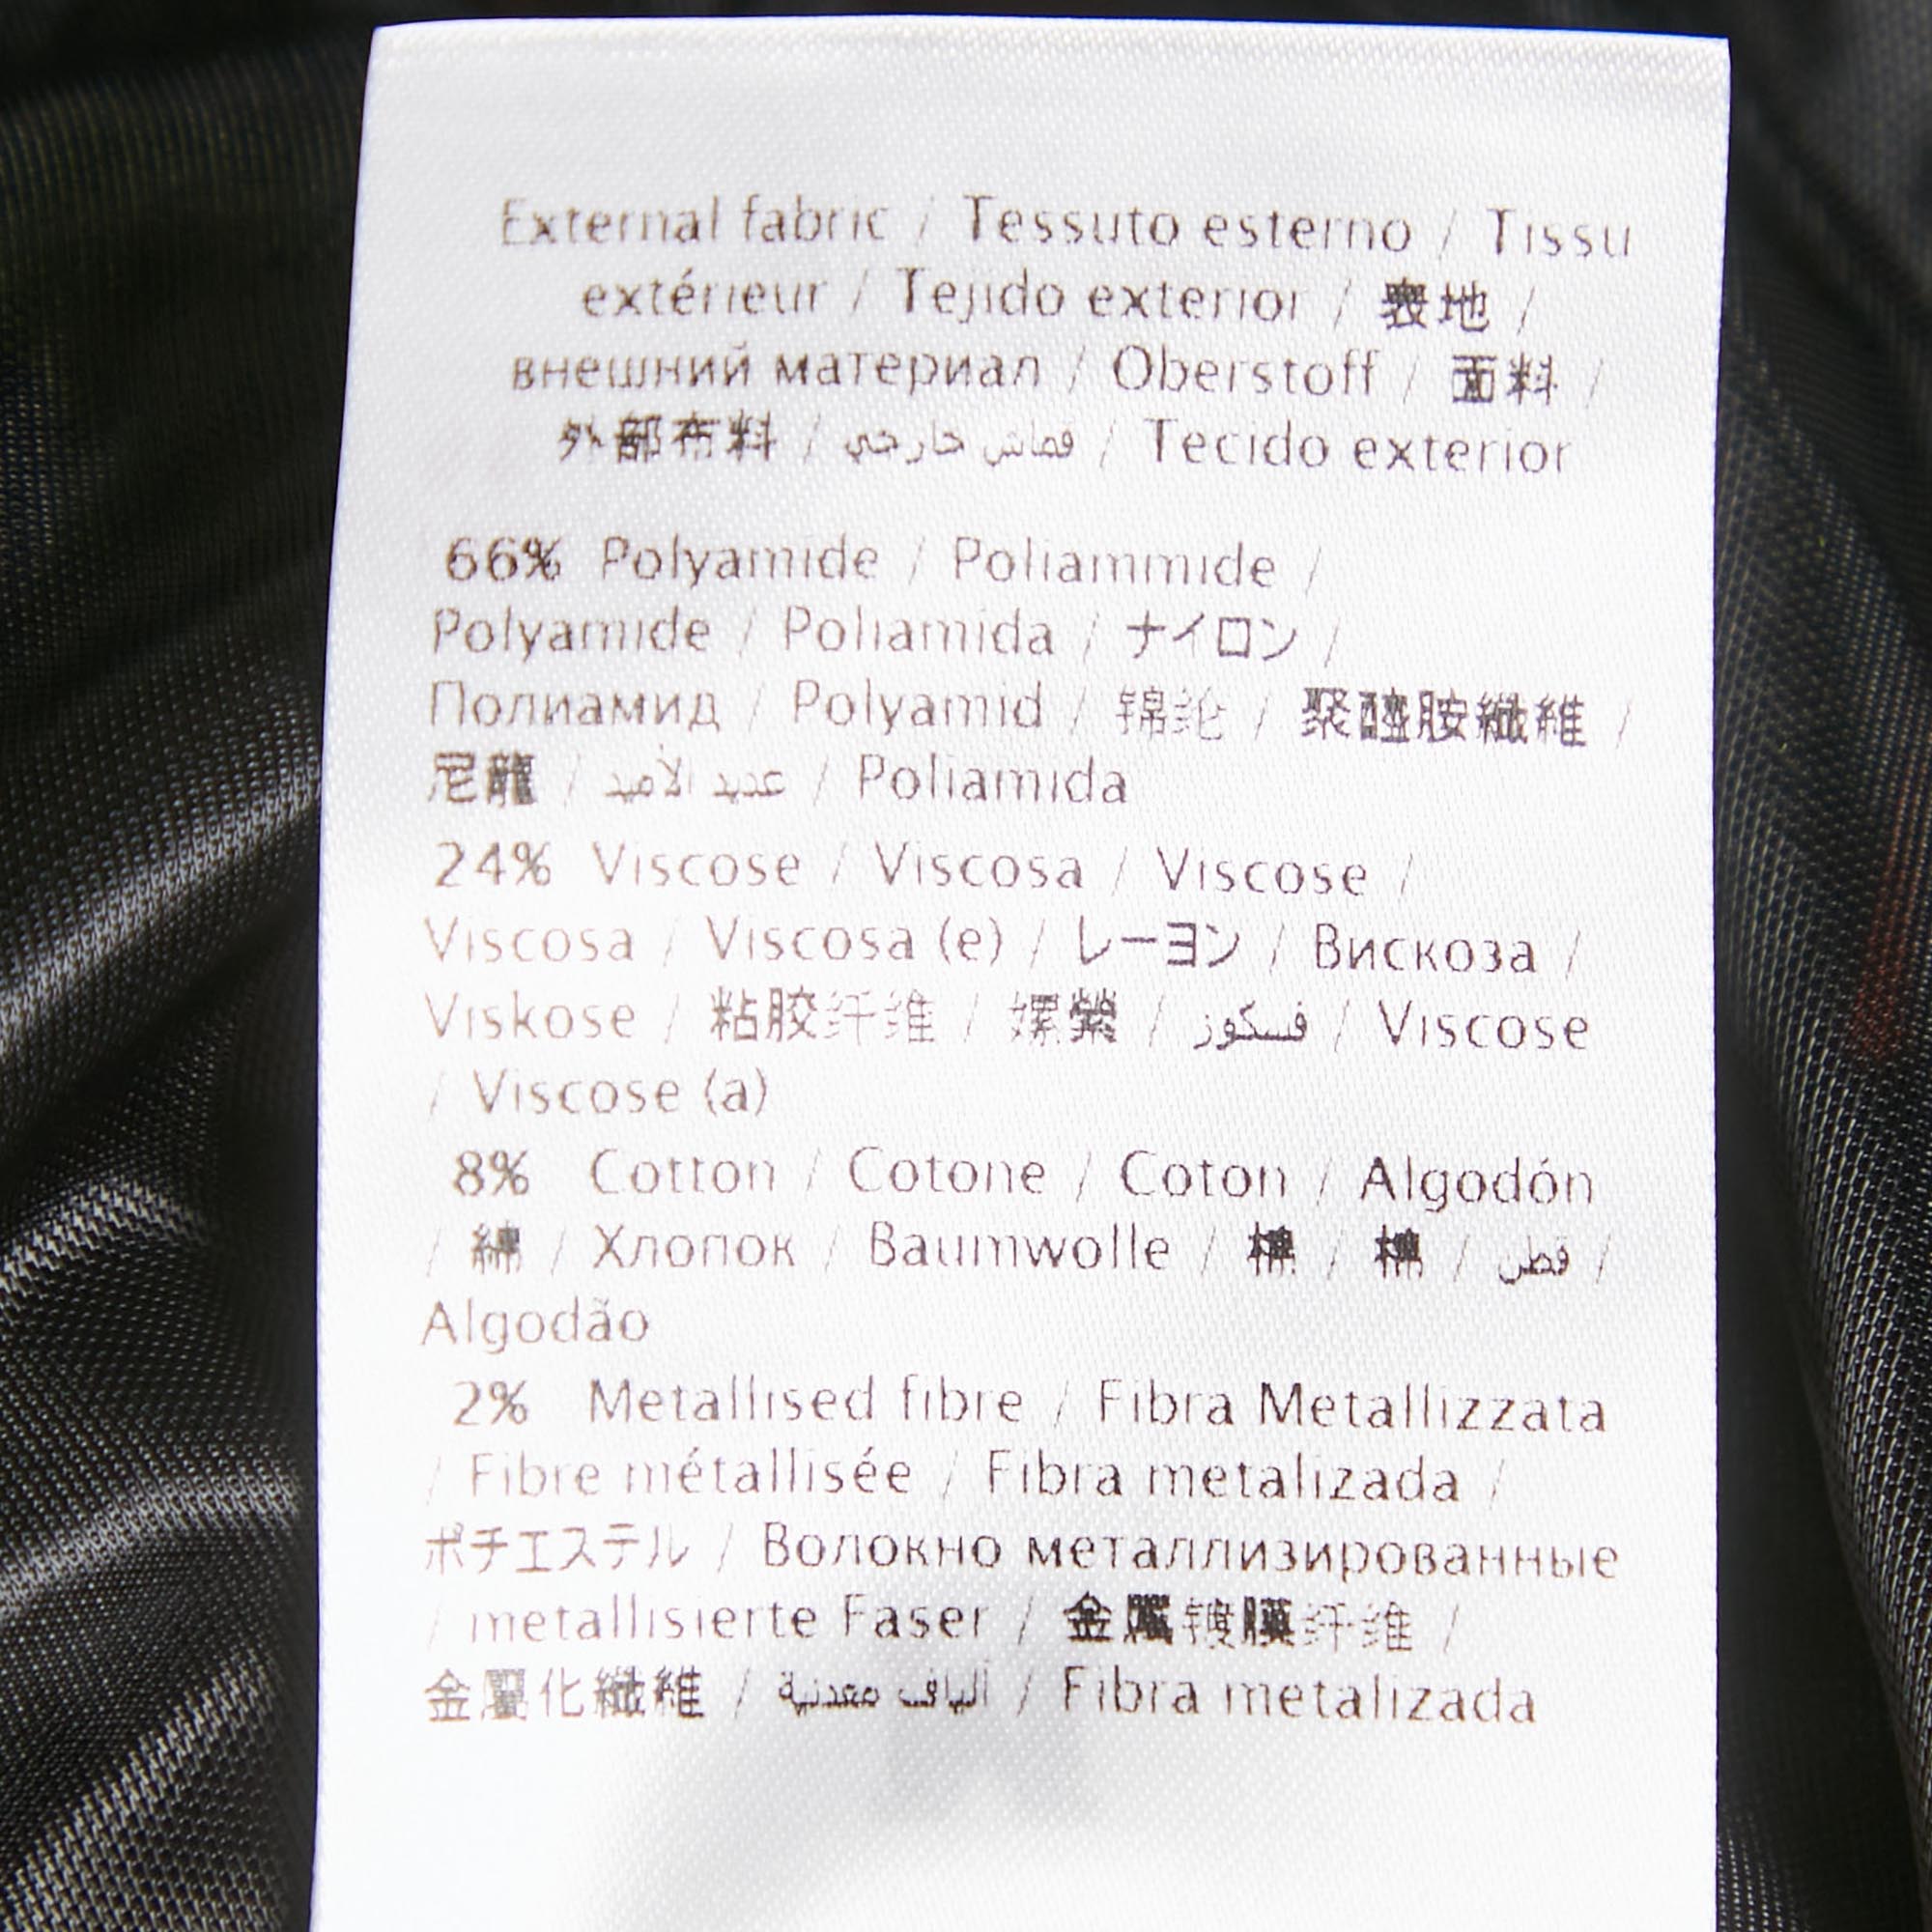 External fabric / Tessuto esterno / Tissu
extérieur / Tejido exterior / 表地 /
внешний материал / Oberstoff / 面料 /
外部布料 / قماش خارجي / Tecido exterior
66% Polyamide / Poliammide /
Polyamide / Poliamida / ナイロン /
Полиамид / Polyamid / 锦纶 / 聚醯胺纖維 /
尼龍 / عديد الأميد / Poliamida
24% Viscose / Viscosa / Viscose /
Viscosa / Viscosa (e) / レーヨン / Вискоза /
Viskose / 粘胶纤维 / 嫘縈 / فسكوز / Viscose
/ Viscose (a)
8% Cotton / Cotone / Coton / Algodón
/ 綿 / Хлопок / Baumwolle / 棉 / 棉 / قطن /
Algodão
2% Metallised fibre / Fibra Metallizzata
/ Fibre métallisée / Fibra metalizada /
ポチエステル / Волокно металлизированные
/ metallisierte Faser / 金属镀膜纤维 /
金屬化纖維 / ألياف معدنية / Fibra metalizada